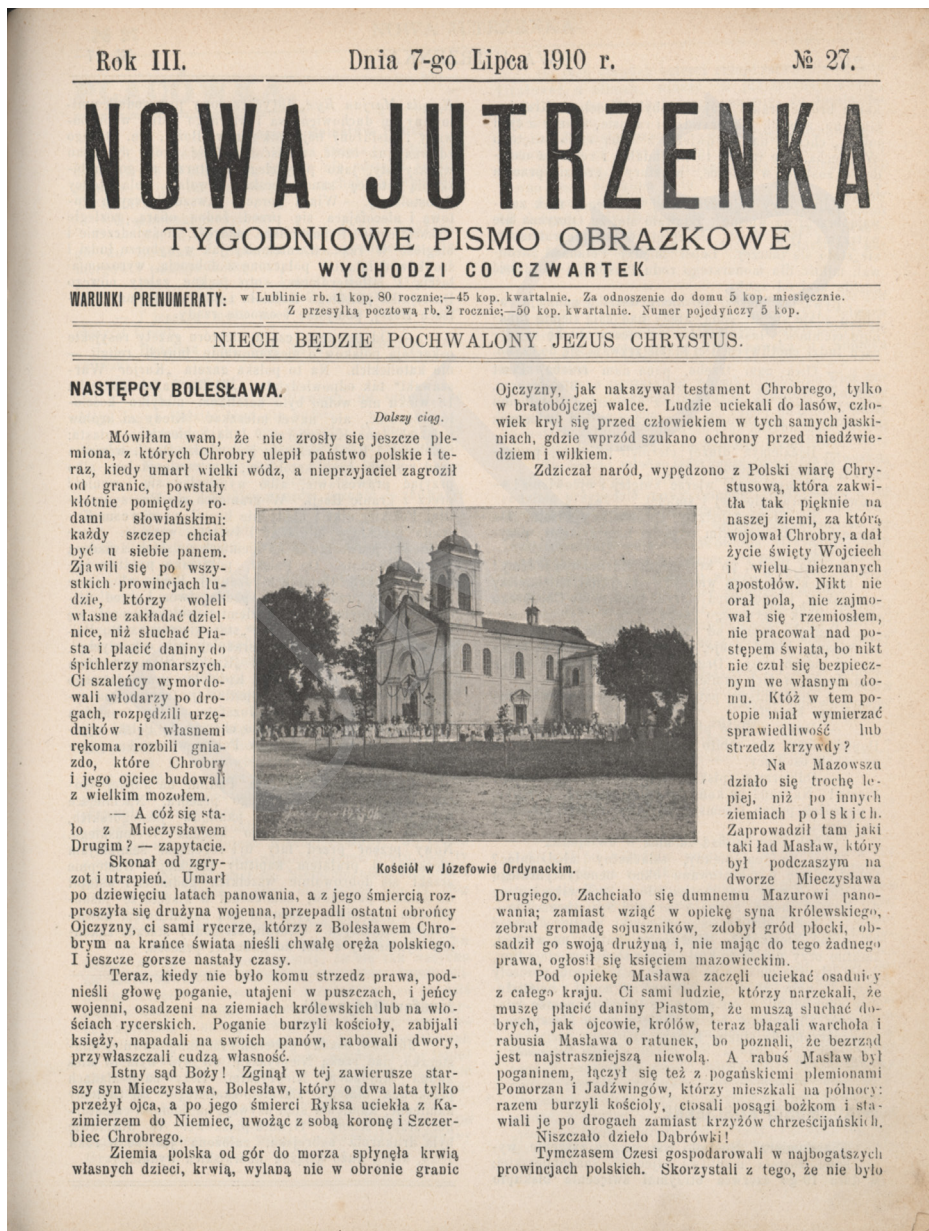 Rok III.
Dnia 7-go Lipca 1910 r.
№ 27.
NOWA JUTRZENKA
TYGODNIOWE PISMO OBRAZKOWE
WYCHODZI CO CZWARTEK
WARUNKI PRENUMERATY: w Lublinie rb. 1 kop. 80 rocznie;—45 kop. kwartalnie. Za odnoszenie do domu 5 kop. miesięcznie.
Z przesyłką pocztową rb. 2 rocznie;—50 kop. kwartalnie. Numer pojedyńczy 5 kop.
NIECH BĘDZIE POCHWALONY JEZUS CHRYSTUS.
NASTĘPCY BOLESŁAWA.
Dalszy ciąg.
Mówiłam wam, że nie zrosły się jeszcze ple-
miona, z których Chrobry ulepił państwo polskie i te-
raz, kiedy umarł wielki wódz, a nieprzyjaciel zagroził
od granic, powstały
kłótnie pomiędzy ro-
dami słowiańskimi:
każdy szczep chciał
być u siebie panem.
Zjawili się po wszy-
stkich prowincjach lu-
dzie, którzy woleli
własne zakładać dziel-
nice, niż słuchać Pia-
sta i płacić daniny do
śpichlerzy monarszych.
Ci szaleńcy wymordo-
wali włodarzy po dro-
gach, rozpędzili urzę-
dników i własnemi
rękoma rozbili gnia-
zdo, które Chrobry
i jego ojciec budowali
z wielkim mozołem.
— A cóż się sta-
ło z Mieczysławem
Drugim? — zapytacie.
Skonał od zgry-
zot i utrapień. Umarł
po dziewięciu latach panowania, a z jego śmiercią roz-
proszyła się drużyna wojenna, przepadli ostatni obrońcy
Ojczyzny, ci sami rycerze, którzy z Bolesławem Chro-
brym na krańce świata nieśli chwałę oręża polskiego.
I jeszcze gorsze nastały czasy.
Teraz, kiedy nie było komu strzedz prawa, pod-
nieśli głowę poganie, utajeni w puszczach, i jeńcy
wojenni, osadzeni na ziemiach królewskich lub na wło-
ściach rycerskich. Poganie burzyli kościoły, zabijali
księży, napadali na swoich panów, rabowali dwory,
przywłaszczali cudzą własność.
Istny sąd Boży! Zginął w tej zawierusze star-
szy syn Mieczysława, Bolesław, który o dwa lata tylko
przeżył ojca, a po jego śmierci Ryksa uciekła z Ka-
zimierzem do Niemiec, uwożąc z sobą koronę i Szczer-
biec Chrobrego.
Ziemia polska od gór do morza spłynęła krwią
własnych dzieci, krwią, wylaną nie w obronie granic
Ojczyzny, jak nakazywał testament Chrobrego, tylko
w bratobójczej walce. Ludzie uciekali do lasów, czło-
wiek krył się przed człowiekiem w tych samych jaski-
niach, gdzie wprzód szukano ochrony przed niedźwie-
dziem i wilkiem.
Zdziczał naród, wypędzono z Polski wiarę Chry-
stusową, która zakwi-
tła tak pięknie na
naszej ziemi, za którą
wojował Chrobry, a dał
życie święty Wojciech
i wielu nieznanych
apostołów. Nikt nie
orał pola, nie zajmo-
wał się rzemiosłem,
nie pracował nad po-
stępem świata, bo nikt
nie czuł się bezpiecz-
nym we własnym do-
mu. Któż w tem po-
topie miał wymierzać
sprawiedliwość lub
strzedz krzywdy?
Na Mazowszu
działo się trochę le-
piej, niż po innych
ziemiach polskich.
Zaprowadził tam jaki
taki ład Masław, który
był podczaszym na
dworze Mieczysława
Drugiego. Zachciało się dumnemu Mazurowi pano-
wania; zamiast wziąć w opiekę syna królewskiego,
zebrał gromadę sojuszników, zdobył gród płocki, ob-
sadził go swoją drużyną i, nie mając do tego żadnego
prawa, ogłosił się księciem mazowieckim.
Pod opiekę Masława zaczęli uciekać osadnicy
z całego kraju. Ci sami ludzie, którzy narzekali, że
muszę płacić daniny Piastom, że muszą słuchać do-
brych, jak ojcowie, królów, teraz błagali warchoła i
rabusia Masława o ratunek, bo poznali, że bezrząd
jest najstraszniejszą niewolą. A rabuś Masław był
poganinem, łączył się też z pogańskiemi plemionami
Pomorzan i Jadźwingów, którzy mieszkali na północy:
razem burzyli kościoły, ciosali posągi bożkom i sta-
wiali je po drogach zamiast krzyżów chrześcijańskich.
Niszczało dzieło Dąbrówki!
Tymczasem Czesi gospodarowali w najbogatszych
prowincjach polskich. Skorzystali z tego, że nie było
Kościół w Józefowie Ordynackim.